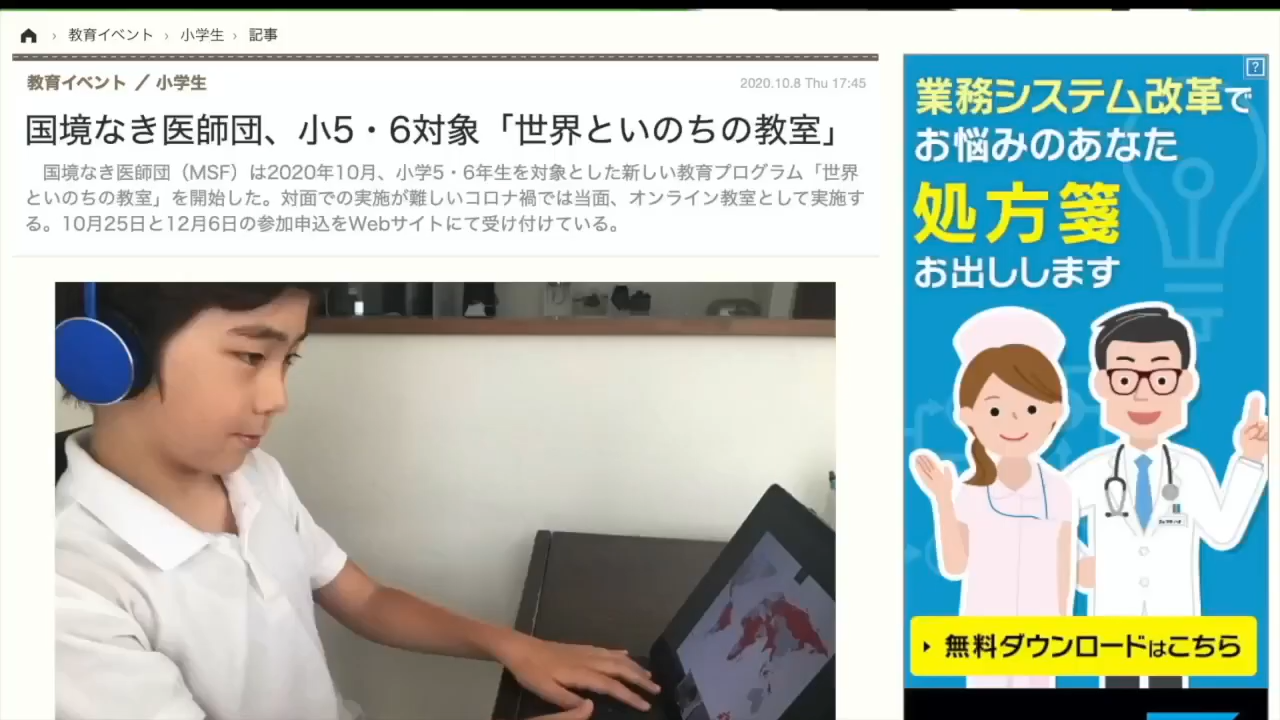 › 教育イベント › 小学生 › 記事
教育イベント ／ 小学生
2020.10.8 Thu 17:45
国境なき医師団、小5・6対象「世界といのちの教室」
国境なき医師団（MSF）は2020年10月、小学5・6年生を対象とした新しい教育プログラム「世界
といのちの教室」を開始した。対面での実施が難しいコロナ禍では当面、オンライン教室として実施す
る。10月25日と12月6日の参加申込をWebサイトにて受け付けている。
?
業務システム改革で
お悩みのあなた
処方箋
お出しします
無料ダウンロードはこちら